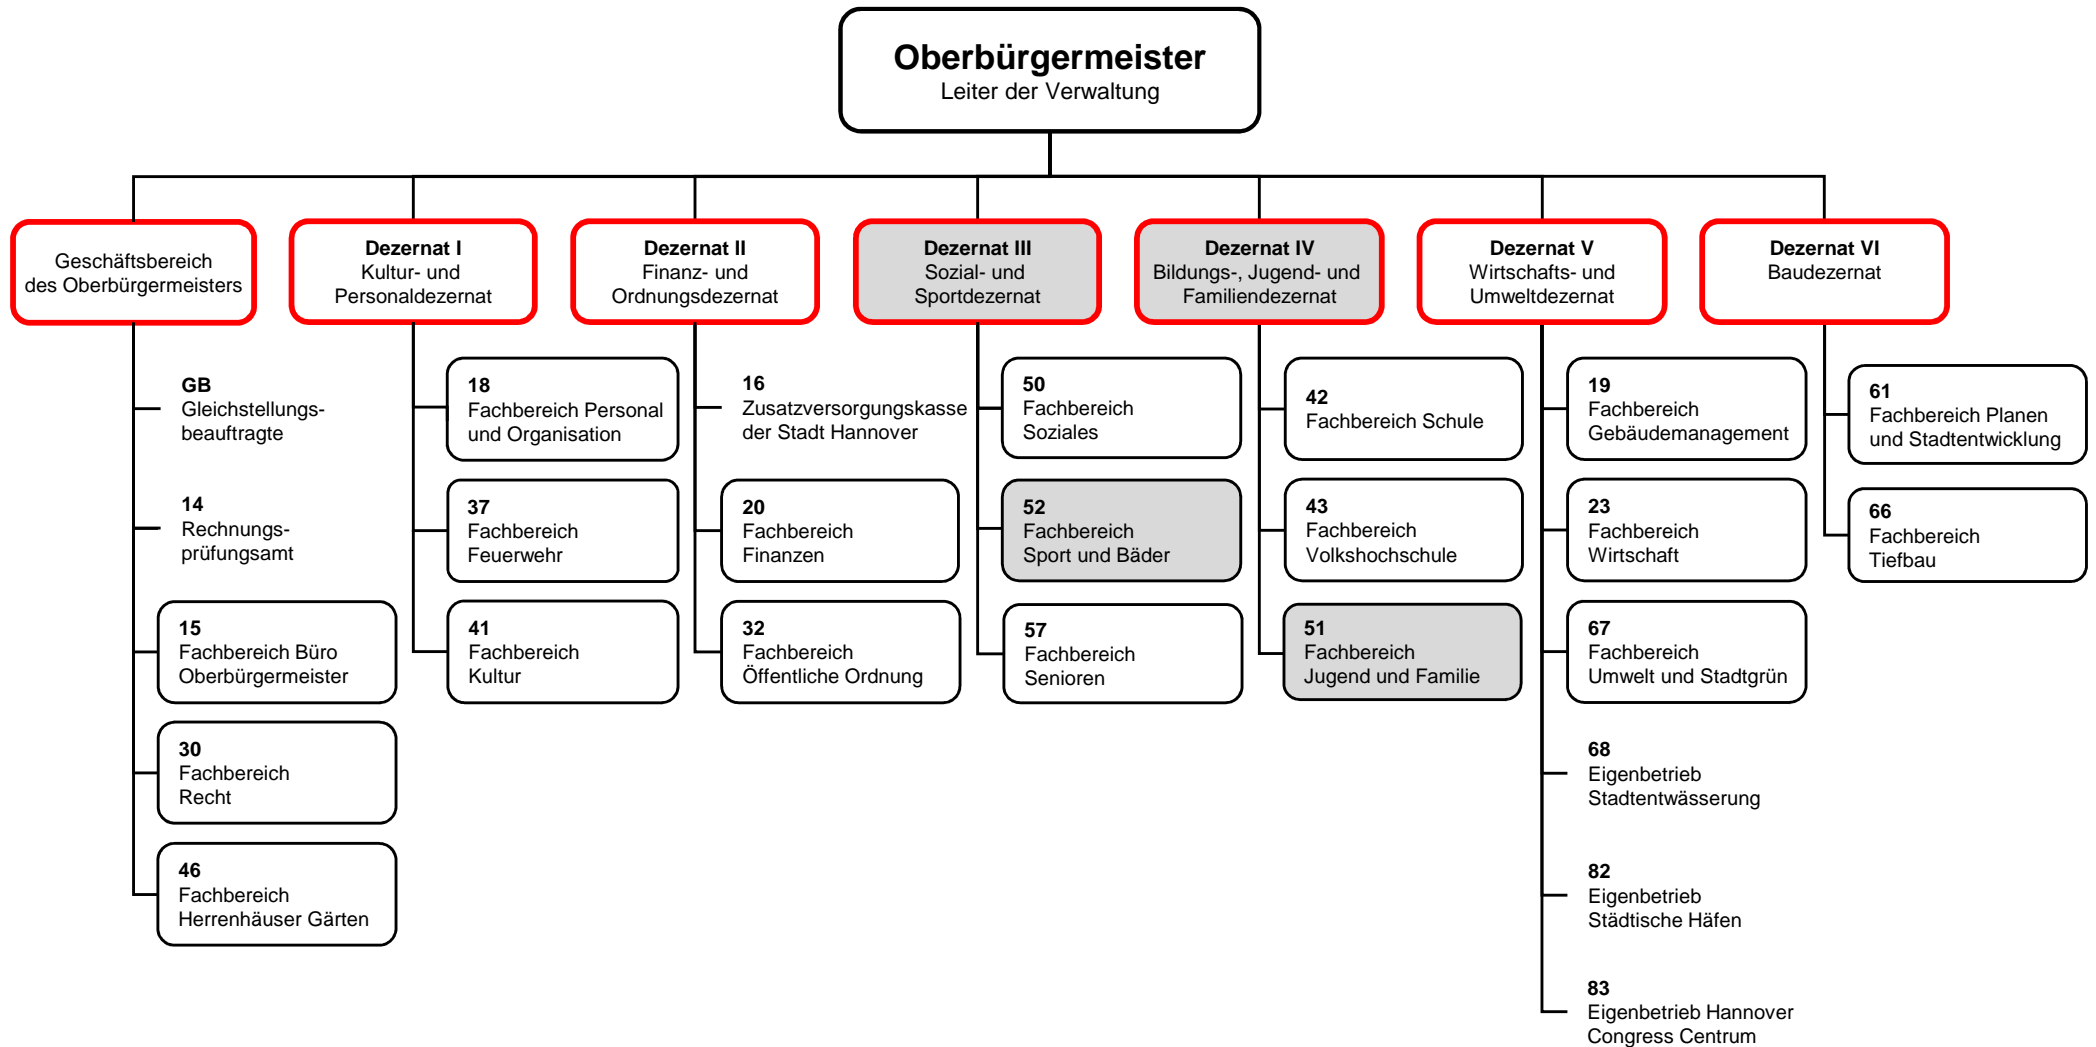 Oberbürgermeister
Leiter der Verwaltung
Geschäftsbereich
des Oberbürgermeisters
GB
Gleichstellungs-
beauftragte
14
Rechnungs-
prüfungsamt
15
Fachbereich Büro
Oberbürgermeister
30
Fachbereich
Recht
46
Fachbereich
Herrenhäuser Gärten
Dezernat I
Kultur- und
Personaldezernat
18
Fachbereich Personal
und Organisation
37
Fachbereich
Feuerwehr
41
Fachbereich
Kultur
Dezernat II
Finanz- und
Ordnungsdezernat
16
Zusatzversorgungskasse
der Stadt Hannover
20
Fachbereich
Finanzen
32
Fachbereich
Öffentliche Ordnung
Dezernat III
Sozial- und
Sportdezernat
50
Fachbereich
Soziales
52
Fachbereich
Sport und Bäder
57
Fachbereich
Senioren
Dezernat IV
Bildungs-, Jugend- und
Familiendezernat
42
Fachbereich Schule
43
Fachbereich
Volkshochschule
51
Fachbereich
Jugend und Familie
Dezernat V
Wirtschafts- und
Umweltdezernat
19
Fachbereich
Gebäudemanagement
23
Fachbereich
Wirtschaft
67
Fachbereich
Umwelt und Stadtgrün
68
Eigenbetrieb
Stadtentwässerung
82
Eigenbetrieb
Städtische Häfen
83
Eigenbetrieb Hannover
Congress Centrum
Dezernat VI
Baudezernat
61
Fachbereich Planen
und Stadtentwicklung
66
Fachbereich
Tiefbau